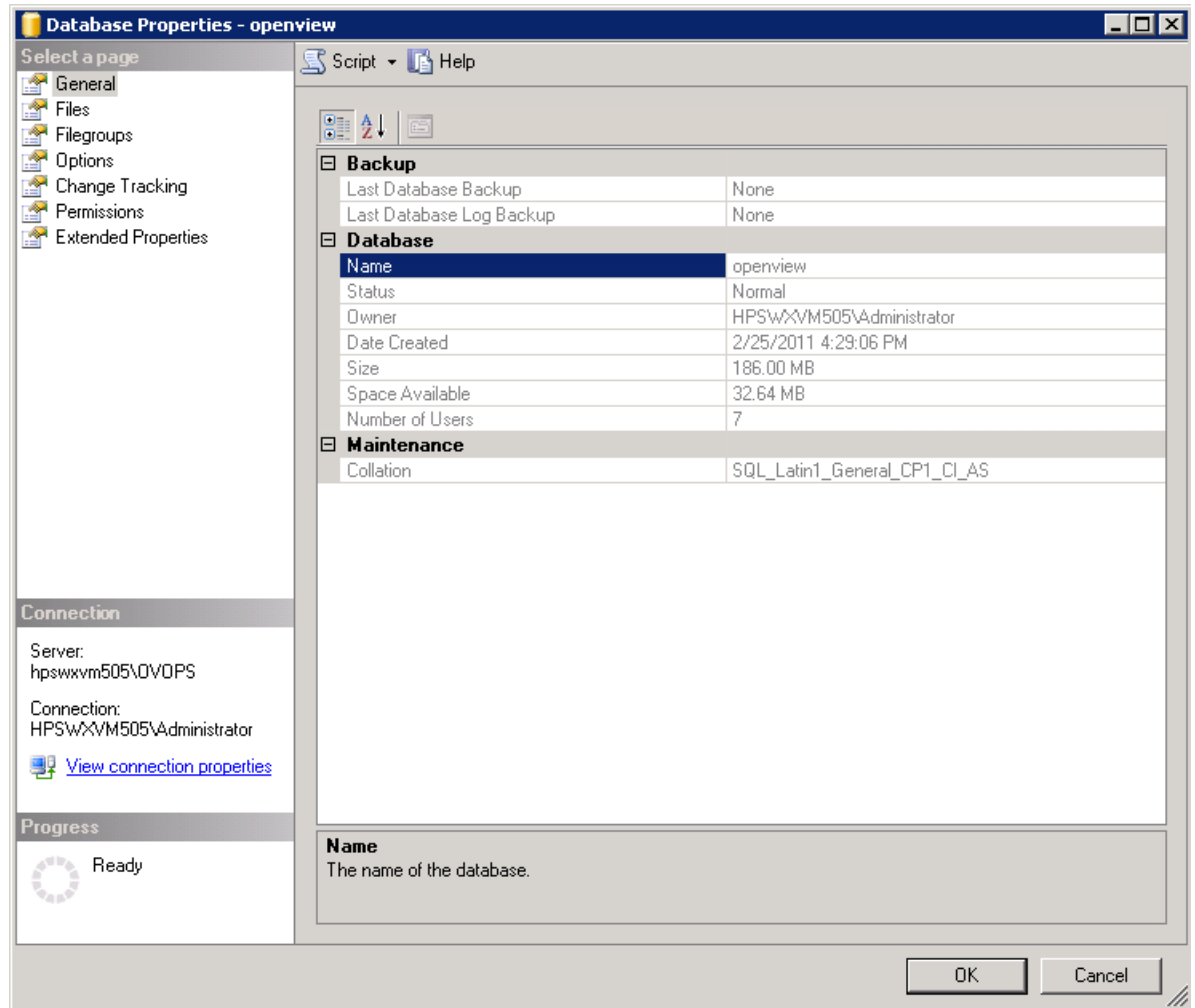 Database Properties - openview
Select a page
General
Files
Filegroups
Options
Change Tracking
Permissions
Extended Properties
Script
Help
Backup
Last Database Backup None
Last Database Log Backup None
Database
Name openview
Status Normal
Owner HPSWXVM505\Administrator
Date Created 2/25/2011 4:29:06 PM
Size 186.00 MB
Space Available 32.64 MB
Number of Users 7
Maintenance
Collation SQL_Latin1_General_CP1_CI_AS
Connection
Server:
hpswxvm505\OVOPS
Connection:
HPSWXVM505\Administrator
View connection properties
Progress
Ready
Name
The name of the database.
OK Cancel